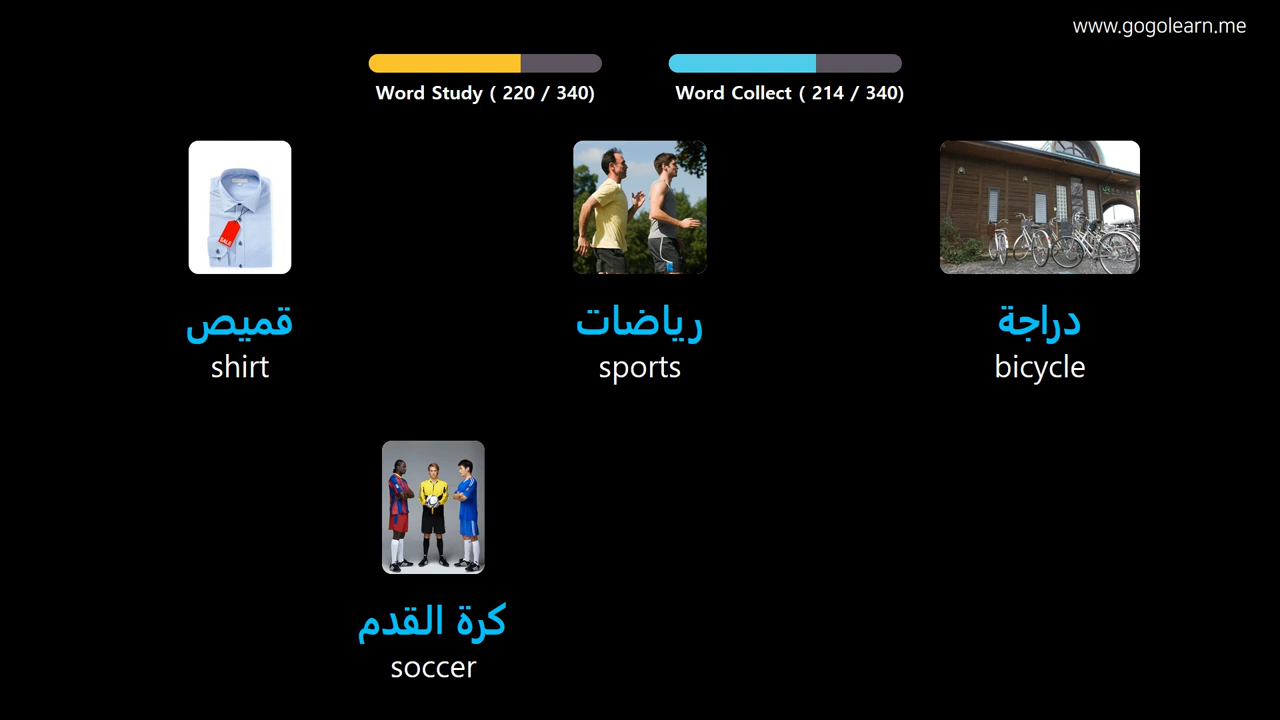 www.gogolearn.me
Word Study ( 220 / 340)
Word Collect ( 214 / 340)
SALE
قميص
shirt
رياضات
sports
دراجة
bicycle
كرة القدم
soccer